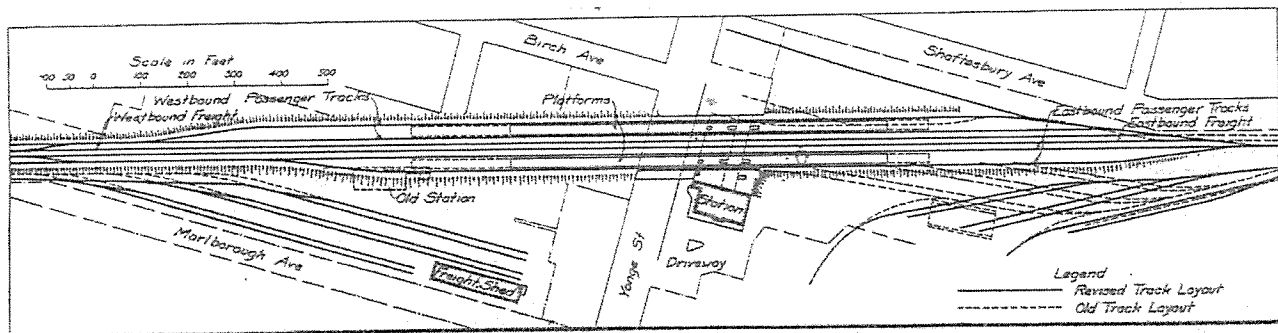 Scale in Feet
100 50 0 100 200 300 400 500
Birch Ave
Shaftesbury Ave
Westbound Passenger Tracks
Westbound Freight
Platforms
Eastbound Passenger Tracks
Eastbound Freight
Old Station
Station
Marlborough Ave
Freight Shed
Yonge St
Driveway
Legend
Revised Track Layout
Old Track Layout